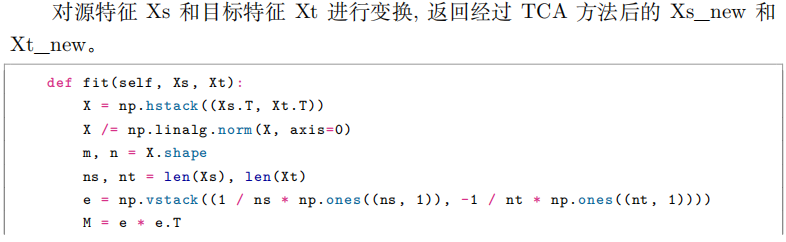 对源特征 Xs 和目标特征 Xt 进行变换, 返回经过 TCA 方法后的 Xs_new 和
Xt_new。
def fit(self, Xs, Xt):
    X = np.hstack((Xs.T, Xt.T))
    X /= np.linalg.norm(X, axis=0)
    m, n = X.shape
    ns, nt = len(Xs), len(Xt)
    e = np.vstack((1 / ns * np.ones((ns, 1)), -1 / nt * np.ones((nt, 1))))
    M = e * e.T